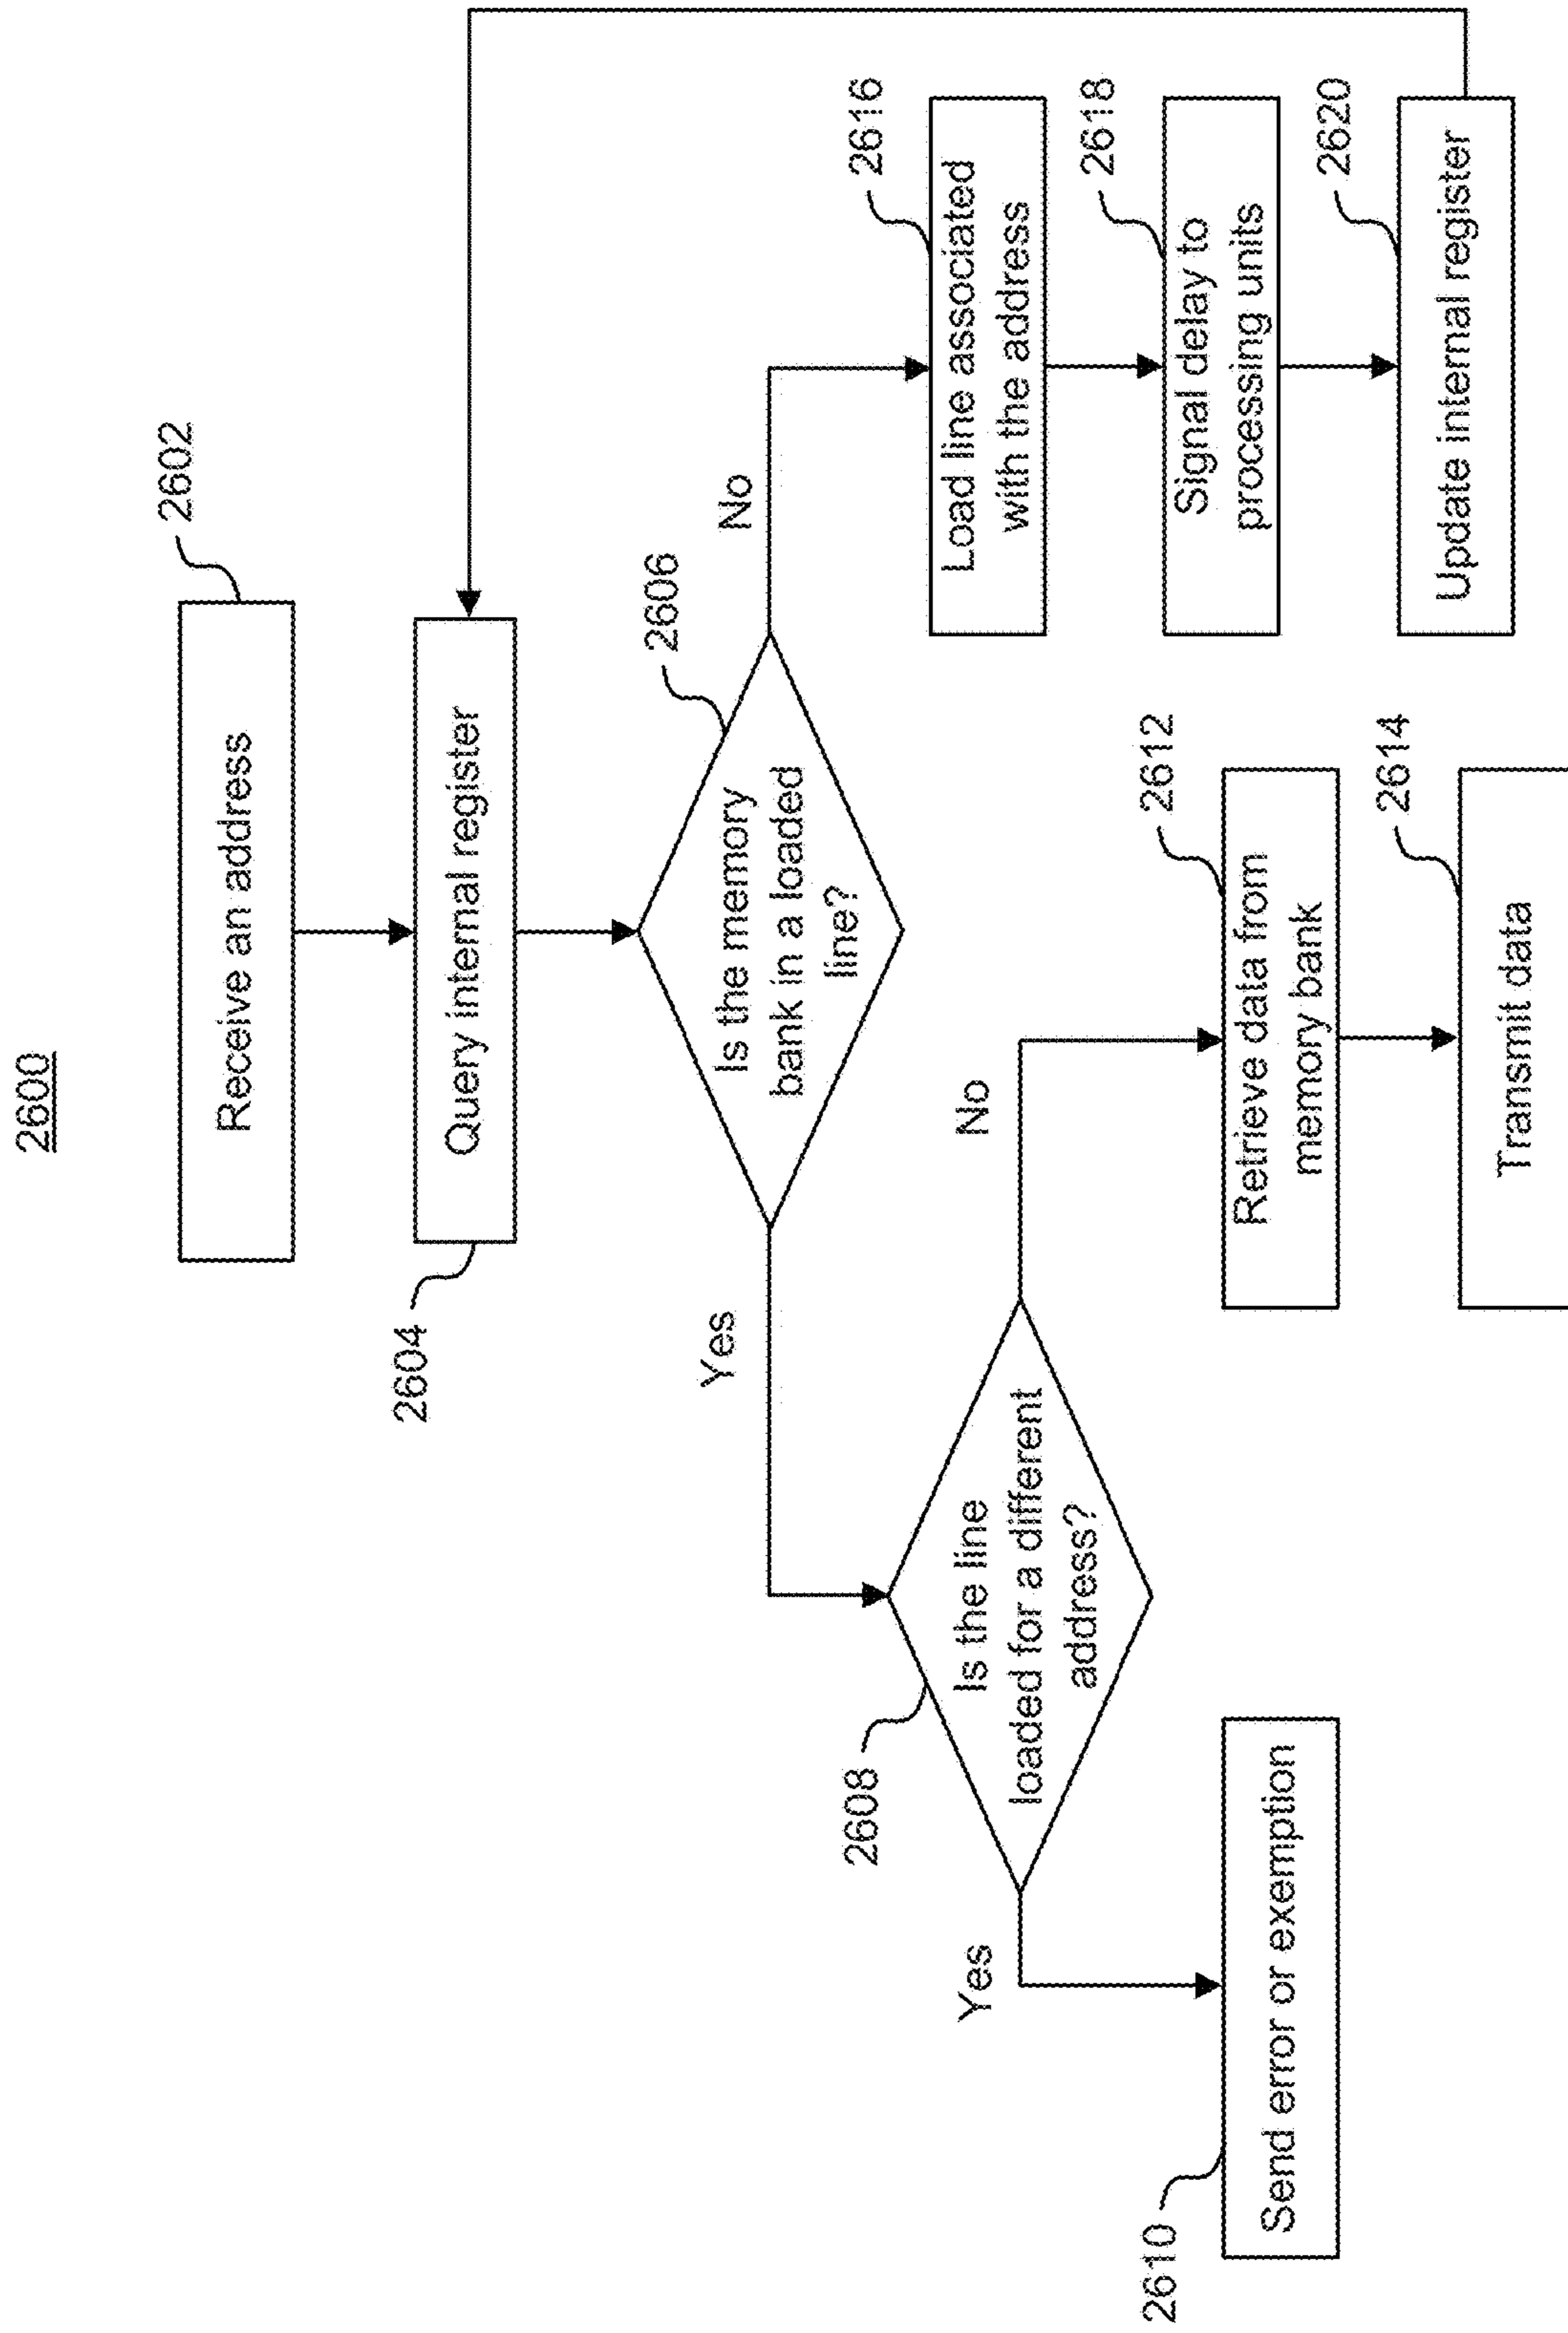 2600
Receive an address
2602
Query internal register
2604
Is the memory
bank in a loaded
line?
2606
Yes
No
Is the line
loaded for a different
address?
2608
Yes
No
Send error or exemption
2610
Retrieve data from
memory bank
2612
Transmit data
2614
Load line associated
with the address
2616
Signal delay to
processing units
2618
Update internal register
2620